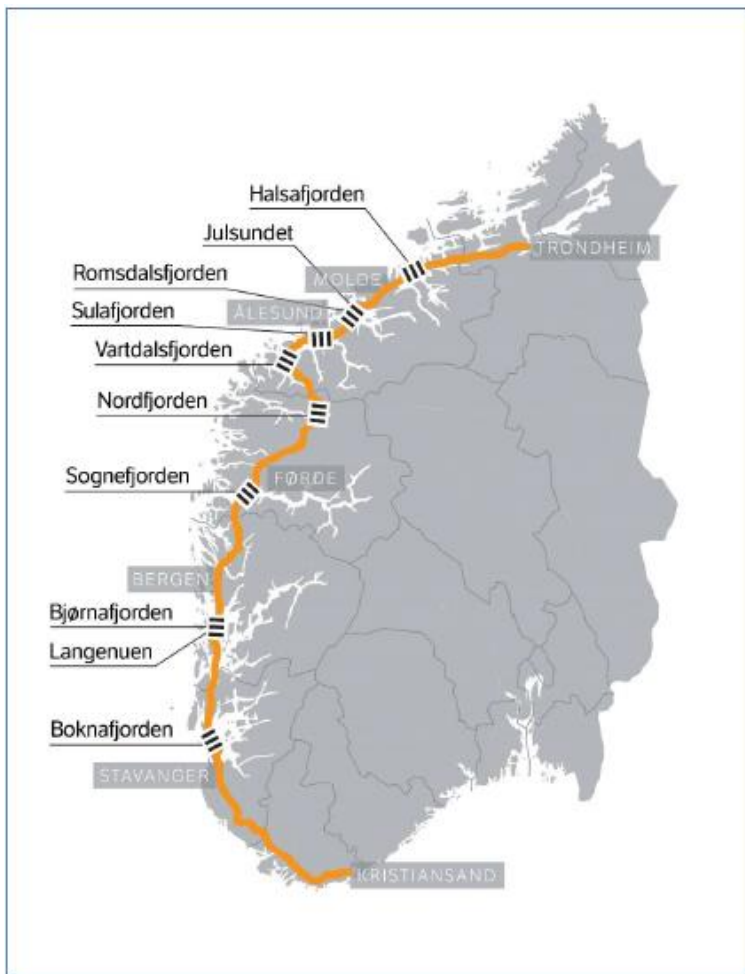 Halsafjorden
Julsundet
TRONDHEIM
Romsdalsfjorden
MOLDE
Sulafjorden
ÅLESUND
Vartdalsfjorden
Nordfjorden
Sognefjorden
FØRDE
BERGEN
Bjørnafjorden
Langenuen
Boknafjorden
STAVANGER
KRISTIANSAND